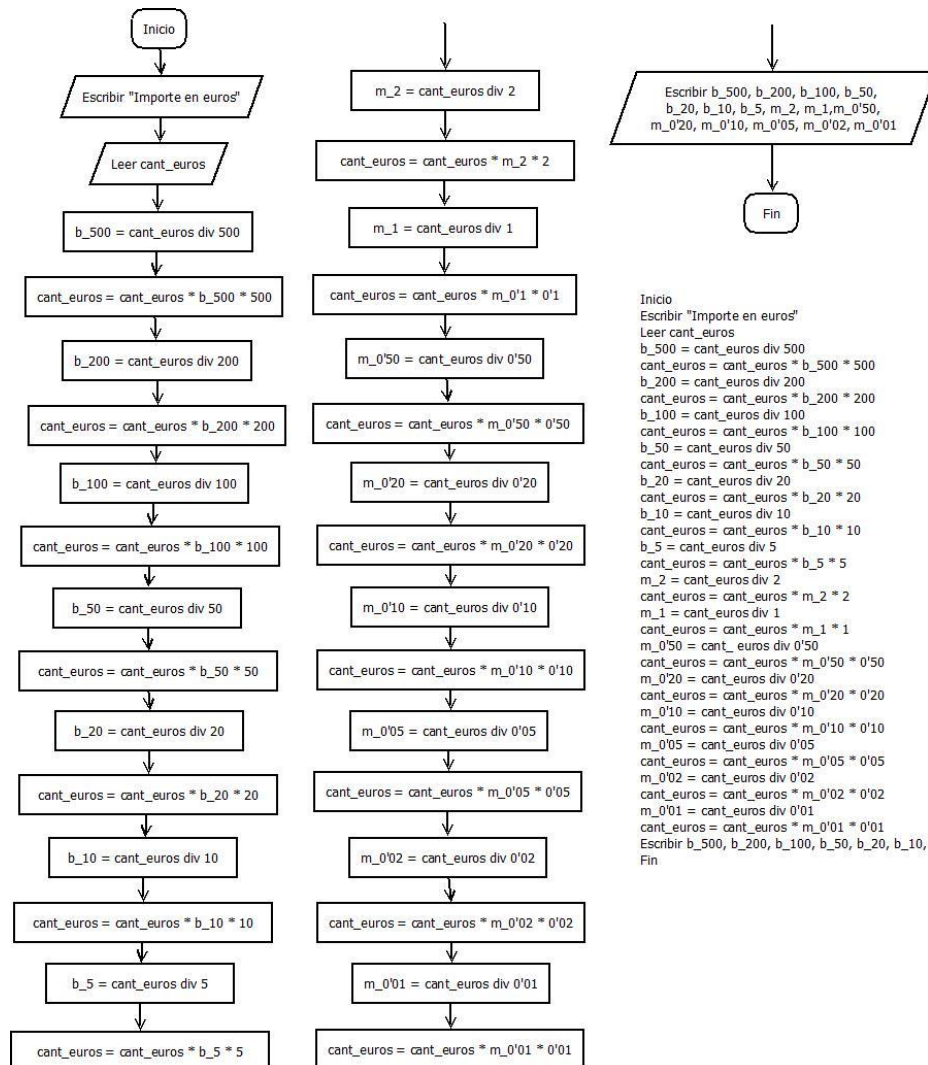 Inicio
Escribir "Importe en euros"
Leer cant_euros
b_500 = cant_euros div 500
cant_euros = cant_euros * b_500 * 500
b_200 = cant_euros div 200
cant_euros = cant_euros * b_200 * 200
b_100 = cant_euros div 100
cant_euros = cant_euros * b_100 * 100
b_50 = cant_euros div 50
cant_euros = cant_euros * b_50 * 50
b_20 = cant_euros div 20
cant_euros = cant_euros * b_20 * 20
b_10 = cant_euros div 10
cant_euros = cant_euros * b_10 * 10
b_5 = cant_euros div 5
cant_euros = cant_euros * b_5 * 5
m_2 = cant_euros div 2
cant_euros = cant_euros * m_2 * 2
m_1 = cant_euros div 1
cant_euros = cant_euros * m_0'1 * 0'1
m_0'50 = cant_euros div 0'50
cant_euros = cant_euros * m_0'50 * 0'50
m_0'20 = cant_euros div 0'20
cant_euros = cant_euros * m_0'20 * 0'20
m_0'10 = cant_euros div 0'10
cant_euros = cant_euros * m_0'10 * 0'10
m_0'05 = cant_euros div 0'05
cant_euros = cant_euros * m_0'05 * 0'05
m_0'02 = cant_euros div 0'02
cant_euros = cant_euros * m_0'02 * 0'02
m_0'01 = cant_euros div 0'01
cant_euros = cant_euros * m_0'01 * 0'01
Escribir b_500, b_200, b_100, b_50,
b_20, b_10, b_5, m_2, m_1,m_0'50,
m_0'20, m_0'10, m_0'05, m_0'02, m_0'01
Fin
Inicio
Escribir "Importe en euros"
Leer cant_euros
b_500 = cant_euros div 500
cant_euros = cant_euros * b_500 * 500
b_200 = cant_euros div 200
cant_euros = cant_euros * b_200 * 200
b_100 = cant_euros div 100
cant_euros = cant_euros * b_100 * 100
b_50 = cant_euros div 50
cant_euros = cant_euros * b_50 * 50
b_20 = cant_euros div 20
cant_euros = cant_euros * b_20 * 20
b_10 = cant_euros div 10
cant_euros = cant_euros * b_10 * 10
b_5 = cant_euros div 5
cant_euros = cant_euros * b_5 * 5
m_2 = cant_euros div 2
cant_euros = cant_euros * m_2 * 2
m_1 = cant_euros div 1
cant_euros = cant_euros * m_1 * 1
m_0'50 = cant_ euros div 0'50
cant_euros = cant_euros * m_0'50 * 0'50
m_0'20 = cant_euros div 0'20
cant_euros = cant_euros * m_0'20 * 0'20
m_0'10 = cant_euros div 0'10
cant_euros = cant_euros * m_0'10 * 0'10
m_0'05 = cant_euros div 0'05
cant_euros = cant_euros * m_0'05 * 0'05
m_0'02 = cant_euros div 0'02
cant_euros = cant_euros * m_0'02 * 0'02
m_0'01 = cant_euros div 0'01
cant_euros = cant_euros * m_0'01 * 0'01
Escribir b_500, b_200, b_100, b_50, b_20, b_10,
Fin